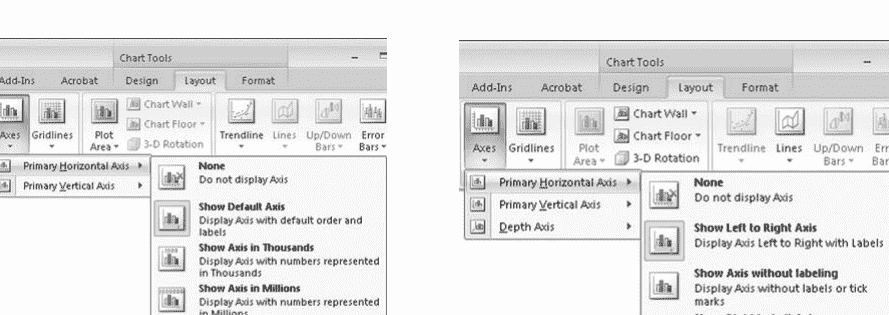 Chart Tools
Add-Ins Acrobat Design Layout Format
Axes Gridlines Plot Area Chart Wall Chart Floor 3-D Rotation Trendline Lines Up/Down Bars Error Bars
Primary Horizontal Axis
Primary Vertical Axis
None
Do not display Axis
Show Default Axis
Display Axis with default order and
labels
Show Axis in Thousands
Display Axis with numbers represented
in Thousands
Show Axis in Millions
Display Axis with numbers represented
in Millions
Chart Tools
Add-Ins Acrobat Design Layout Format
Axes Gridlines Plot Area Chart Wall Chart Floor 3-D Rotation Trendline Lines Up/Down Bars Err
Primary Horizontal Axis
Primary Vertical Axis
Depth Axis
None
Do not display Axis
Show Left to Right Axis
Display Axis Left to Right with Labels
Show Axis without labeling
Display Axis without labels or tick
marks